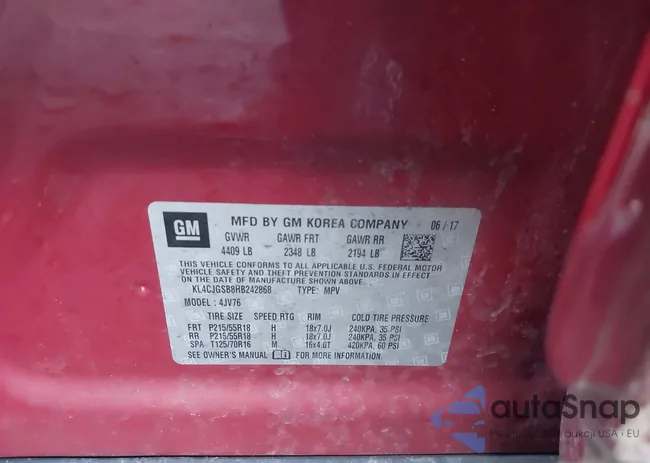 GM
MFD BY GM KOREA COMPANY 06 / 17
GVWR GAWR FRT GAWR RR
4409 LB 2348 LB 2194 LB
THIS VEHICLE CONFORMS TO ALL APPLICABLE U.S. FEDERAL MOTOR
VEHICLE SAFETY AND THEFT PREVENTION STANDARDS IN EFFECT
ON THE DATE OF MANUFACTURE SHOWN ABOVE.
KL4CJGSB8HB242868 TYPE: MPV
MODEL : 4JV76
TIRE SIZE SPEED RTG RIM COLD TIRE PRESSURE
FRT P215/55R18 H 18x7.0J 240KPA, 35 PSI
RR P215/55R18 H 18x7.0J 240KPA, 35 PSI
SPA T125/70R16 M 16x4.0T 420KPA, 60 PSI
SEE OWNER'S MANUAL FOR MORE INFORMATION.
autoSnap
aukcji USA i EU